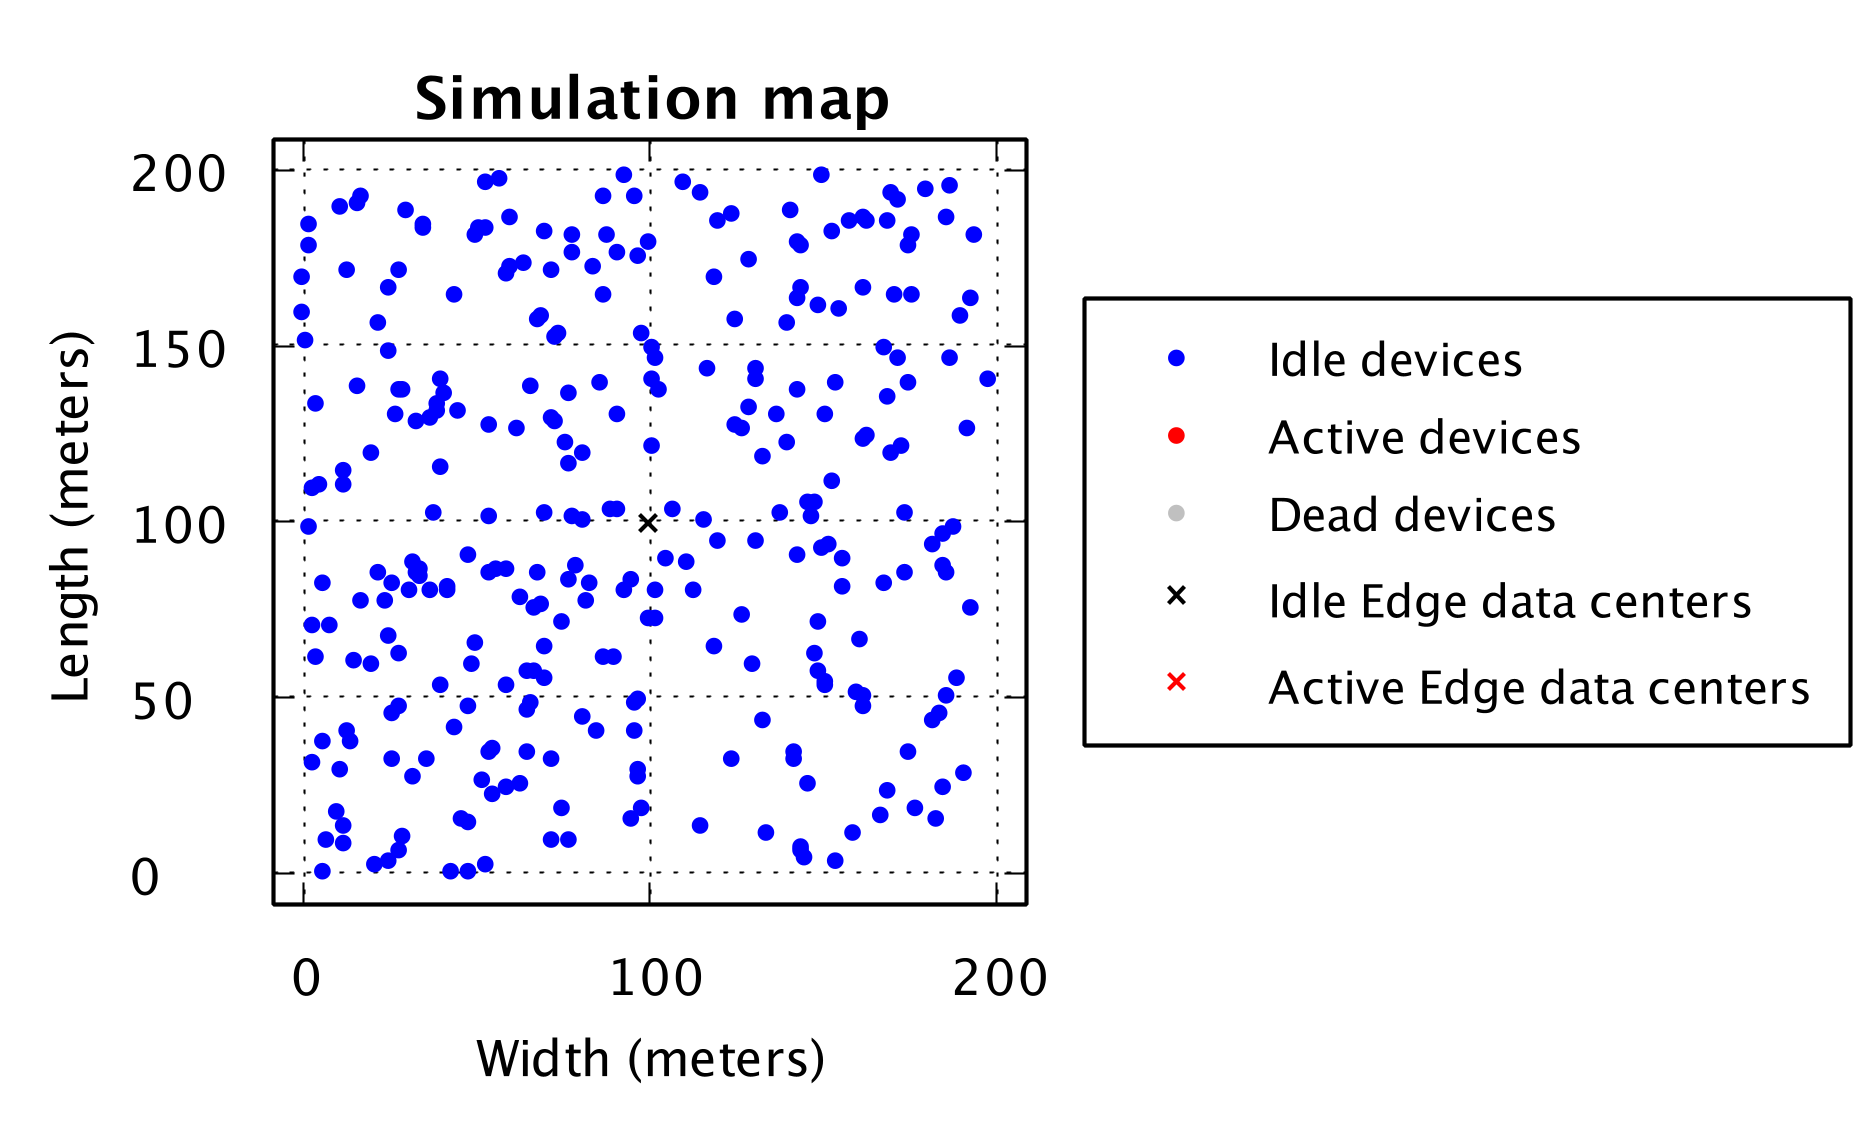 Simulation map
200
150
100
50
0
Length (meters)
0 100 200
Width (meters)
Idle devices
Active devices
Dead devices
Idle Edge data centers
Active Edge data centers